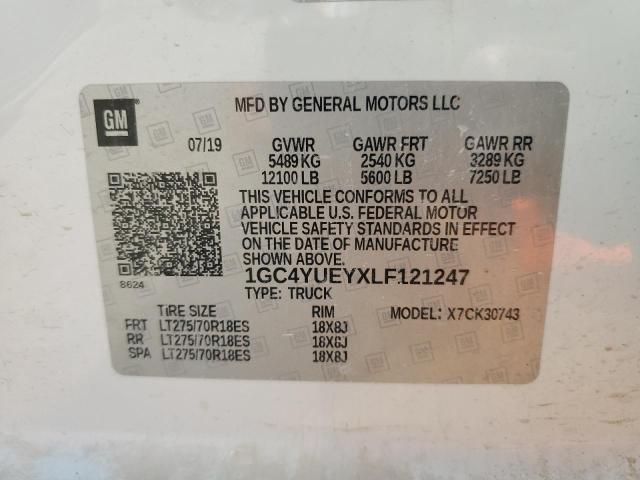 GM
MFD BY GENERAL MOTORS LLC
07/19 GVWR GAWR FRT GAWR RR
5489 KG 2540 KG 3289 KG
12100 LB 5600 LB 7250 LB
THIS VEHICLE CONFORMS TO ALL
APPLICABLE U.S. FEDERAL MOTOR
VEHICLE SAFETY STANDARDS IN EFFECT
ON THE DATE OF MANUFACTURE
SHOWN ABOVE.
8624 1GC4YUEYXLF121247
TYPE: TRUCK
TIRE SIZE RIM MODEL: X7CK30743
FRT LT275/70R18ES 18X8J
RR LT275/70R18ES 18X8J
SPA LT275/70R18ES 18X8J